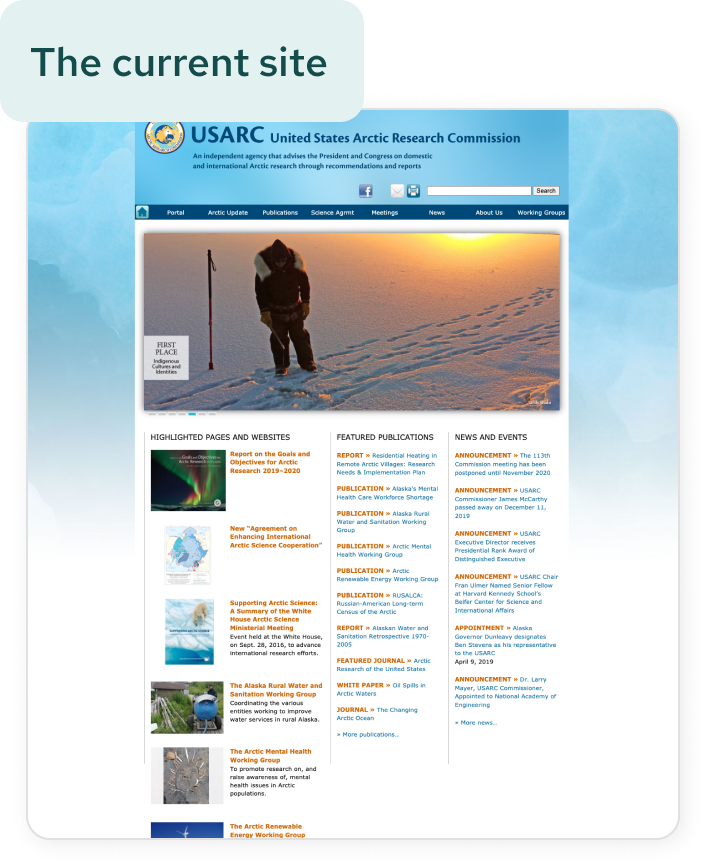 The current site
USARC United States Arctic Research Commission
An independent agency that advises the President and Congress on domestic
and international Arctic research through recommendations and reports
Search
Portal Arctic Update Publications Science Agrmt Meetings News About Us Working Groups
FIRST
PLACE
Indigenous
Cultures and
Identities
HIGHLIGHTED PAGES AND WEBSITES
Report on the Goals and
Objectives for Arctic
Research 2019–2020
New "Agreement on
Enhancing International
Arctic Science Cooperation"
Supporting Arctic Science:
A Summary of the White
House Arctic Science
Ministerial Meeting
Event held at the White House,
on Sept. 28, 2016, to advance
international research efforts.
The Alaska Rural Water and
Sanitation Working Group
Coordinating the various
entities working to improve
water services in rural Alaska.
The Arctic Mental Health
Working Group
To promote research on, and
raise awareness of, mental
health issues in Arctic
populations.
The Arctic Renewable
Energy Working Group
FEATURED PUBLICATIONS
REPORT » Residential Heating in
Remote Arctic Villages: Research
Needs & Implementation Plan
PUBLICATION » Alaska's Mental
Health Care Workforce Shortage
PUBLICATION » Alaska Rural
Water and Sanitation Working
Group
PUBLICATION » Arctic Mental
Health Working Group
PUBLICATION » Arctic
Renewable Energy Working Group
PUBLICATION » RUSALCA:
Russian-American Long-term
Census of the Arctic
REPORT » Alaskan Water and
Sanitation Retrospective 1970-
2005
FEATURED JOURNAL » Arctic
Research of the United States
WHITE PAPER » Oil Spills in
Arctic Waters
JOURNAL » The Changing
Arctic Ocean
» More publications...
NEWS AND EVENTS
ANNOUNCEMENT » The 113th
Commission meeting has been
postponed until November 2020
ANNOUNCEMENT » USARC
Commissioner James McCarthy
passed away on December 11,
2019
ANNOUNCEMENT » USARC
Executive Director receives
Presidential Rank Award of
Distinguished Executive
ANNOUNCEMENT » USARC Chair
Fran Ulmer Named Senior Fellow
at Harvard Kennedy School's
Belfer Center for Science and
International Affairs
APPOINTMENT » Alaska
Governor Dunleavy designates
Ben Stevens as his representative
to the USARC
April 9, 2019
ANNOUNCEMENT » Dr. Larry
Mayer, USARC Commissioner,
Appointed to National Academy of
Engineering
» More news...